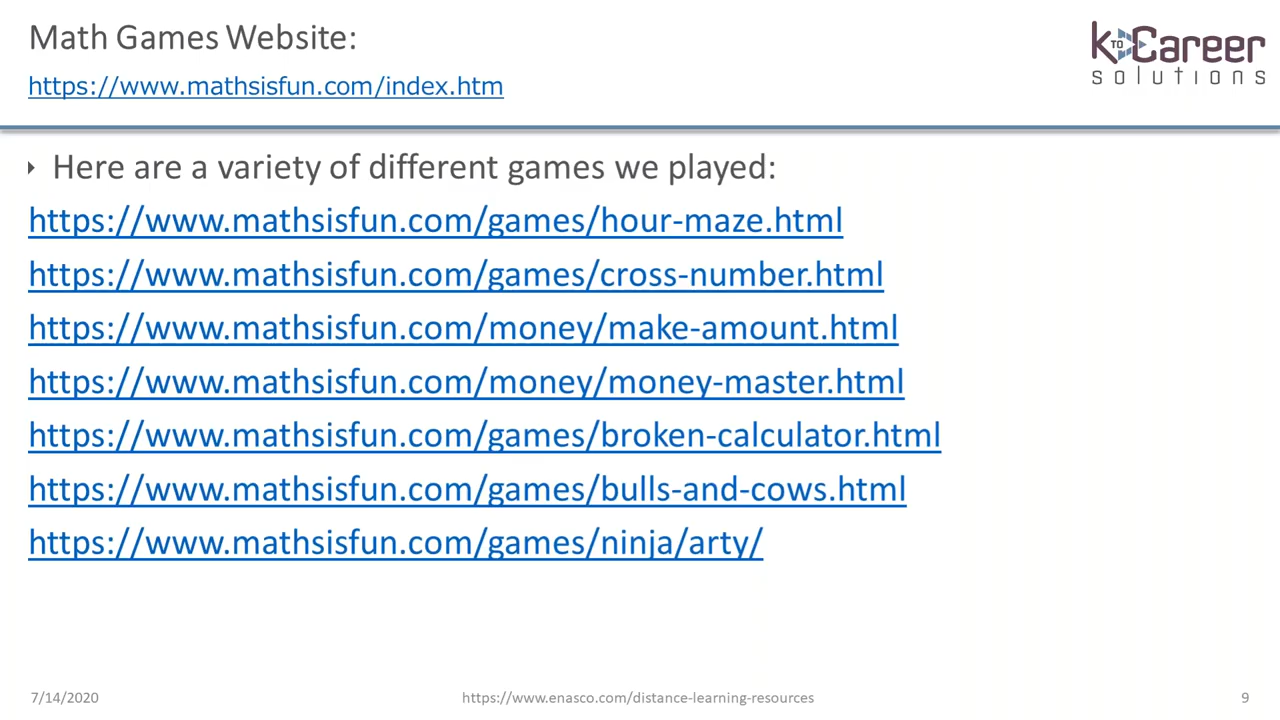 Math Games Website:
https://www.mathsisfun.com/index.htm
K TO Career
solutions
Here are a variety of different games we played:
https://www.mathsisfun.com/games/hour-maze.html
https://www.mathsisfun.com/games/cross-number.html
https://www.mathsisfun.com/money/make-amount.html
https://www.mathsisfun.com/money/money-master.html
https://www.mathsisfun.com/games/broken-calculator.html
https://www.mathsisfun.com/games/bulls-and-cows.html
https://www.mathsisfun.com/games/ninja/arty/
7/14/2020
https://www.enasco.com/distance-learning-resources
9